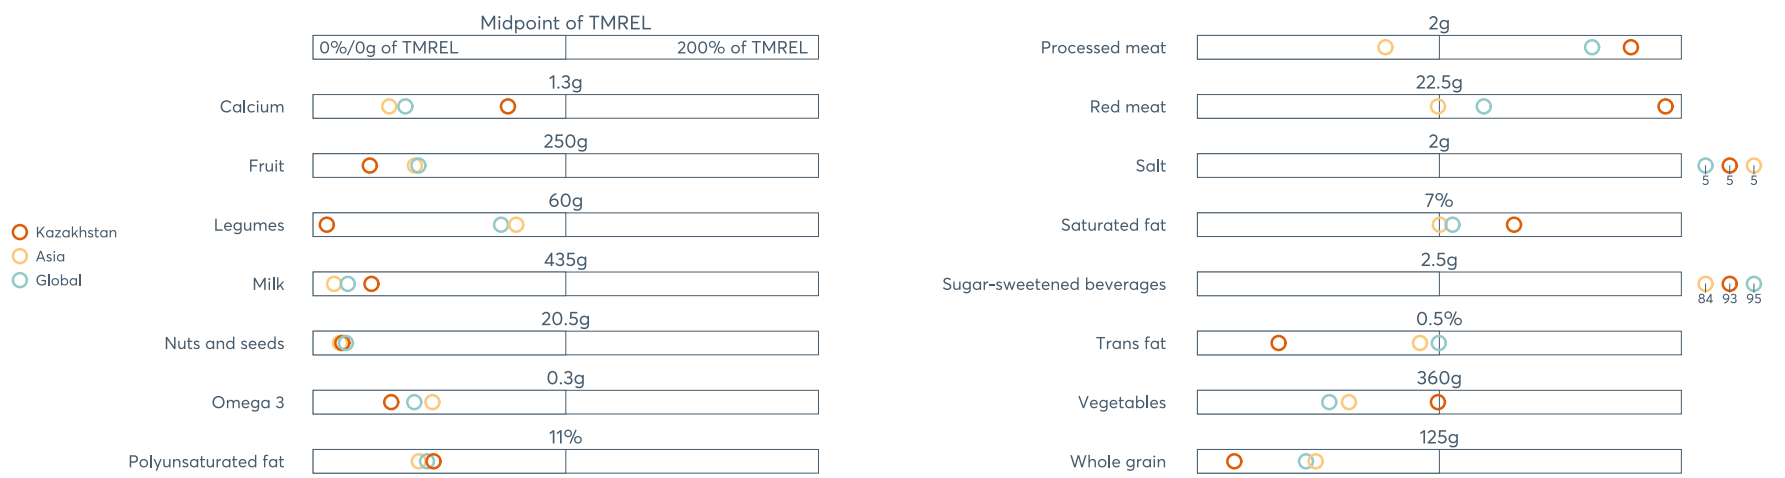 Midpoint of TMREL
0%/0g of TMREL 200% of TMREL
1.3g
Calcium
250g
Fruit
60g
Legumes
435g
Milk
20.5g
Nuts and seeds
0.3g
Omega 3
11%
Polyunsaturated fat
Kazakhstan
Asia
Global
2g
Processed meat
22.5g
Red meat
2g
Salt
5 5 5
7%
Saturated fat
2.5g
Sugar-sweetened beverages
84 93 95
0.5%
Trans fat
360g
Vegetables
125g
Whole grain